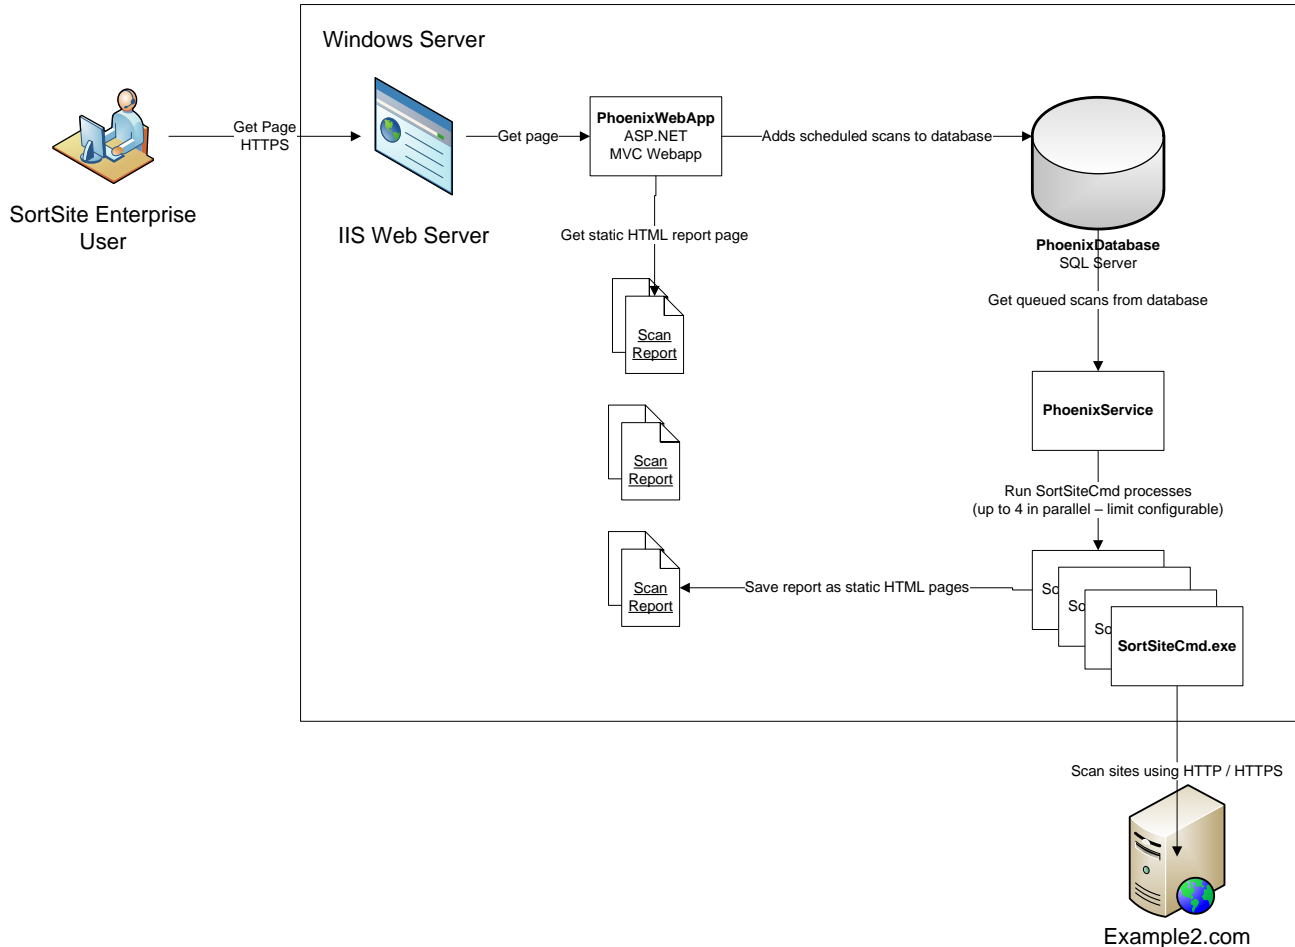 Windows Server
Get Page
HTTPS
SortSite Enterprise
User
IIS Web Server
Get page
PhoenixWebApp
ASP.NET
MVC Webapp
Adds scheduled scans to database
PhoenixDatabase
SQL Server
Get static HTML report page
Scan
Report
Get queued scans from database
PhoenixService
Scan
Report
Run SortSiteCmd processes
(up to 4 in parallel – limit configurable)
Scan
Report
Save report as static HTML pages
So
So
So
SortSiteCmd.exe
Scan sites using HTTP / HTTPS
Example2.com